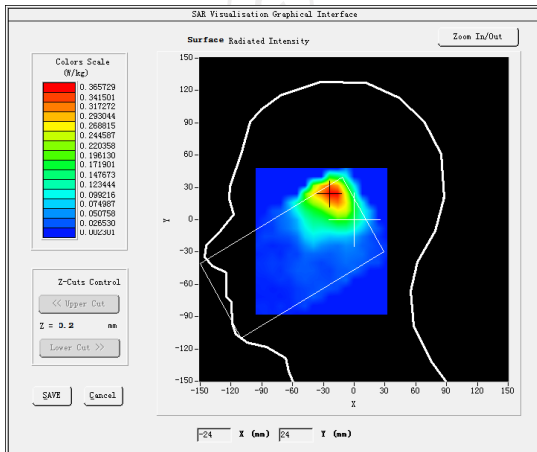 SAR Visualisation Graphical Interface
Surface Radiated Intensity
Zoom In/Out
Colors Scale
(W/kg)
0.365729
0.341501
0.317272
0.293044
0.268815
0.244587
0.220358
0.196130
0.171901
0.147673
0.123444
0.099216
0.074987
0.050758
0.026530
0.002301
Z-Cuts Control
<< Upper Cut
Z = 0.2 mm
Lower Cut >>
SAVE
Cancel
150
120
90
60
30
0
-30
-60
-90
-120
-150
Y
-150 -120 -90 -60 -30 0 30 60 90 120 150
X
-24 X (mm) 24 Y (mm)